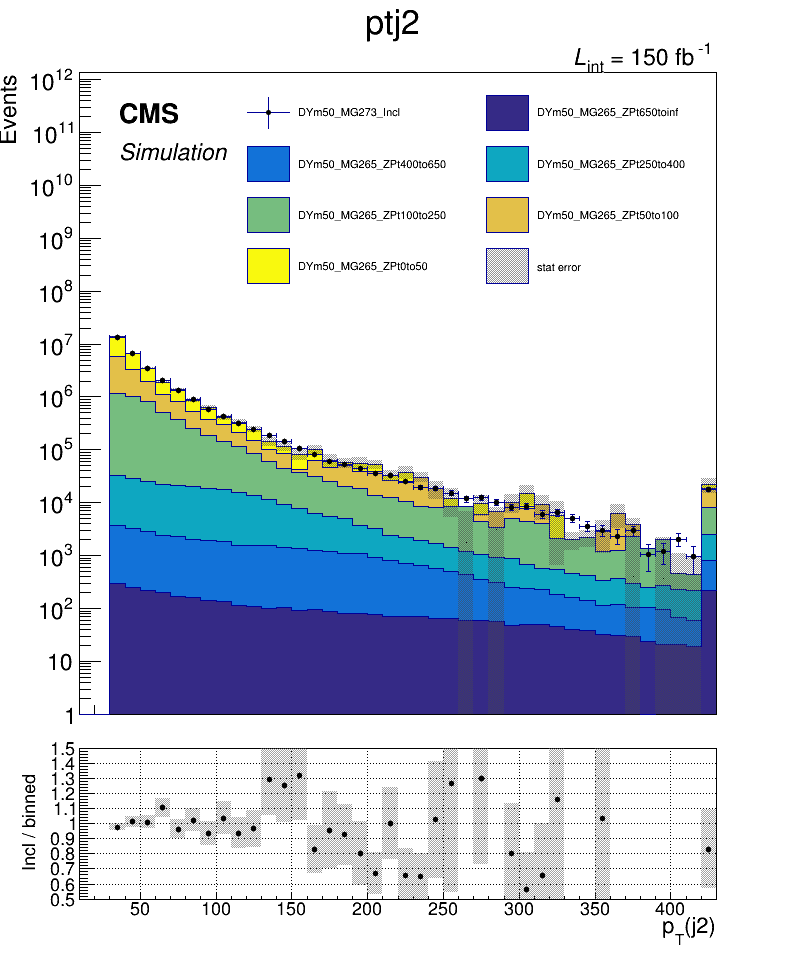 ptj2
L_int = 150 fb^-1
Events
10^12
10^11
10^10
10^9
10^8
10^7
10^6
10^5
10^4
10^3
10^2
10
1
CMS
Simulation
DYm50_MG273_Incl
DYm50_MG265_ZPt650toinf
DYm50_MG265_ZPt400to650
DYm50_MG265_ZPt250to400
DYm50_MG265_ZPt100to250
DYm50_MG265_ZPt50to100
DYm50_MG265_ZPt0to50
stat error
Incl / binned
1.5
1.4
1.3
1.2
1.1
1
0.9
0.8
0.7
0.6
0.5
50 100 150 200 250 300 350 400
p_T(j2)